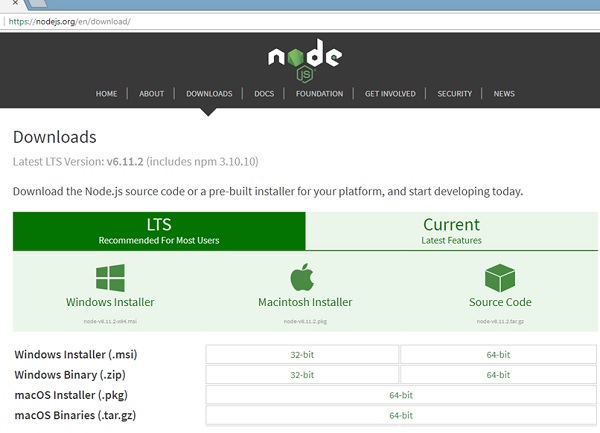 https://nodejs.org/en/download/
node
JS
HOME ABOUT DOWNLOADS DOCS FOUNDATION GET INVOLVED SECURITY NEWS
Downloads
Latest LTS Version: v6.11.2 (includes npm 3.10.10)
Download the Node.js source code or a pre-built installer for your platform, and start developing today.
LTS Current
Recommended For Most Users Latest Features
Windows Installer Macintosh Installer Source Code
node-v6.11.2-x64.msi node-v6.11.2.pkg node-v6.11.2.tar.gz
Windows Installer (.msi) 32-bit 64-bit
Windows Binary (.zip) 32-bit 64-bit
macOS Installer (.pkg) 64-bit
macOS Binaries (.tar.gz) 64-bit